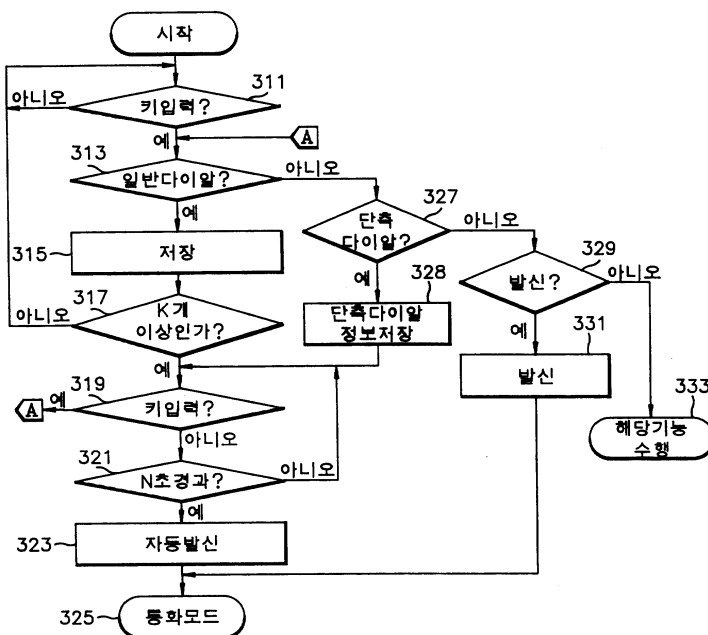 시작
311
아니오
키입력?
예
A
313
일반다이알?
아니오
예
327
단축
다이알?
아니오
315
저장
329
발신?
아니오
예
328
317
K개
이상인가?
아니오
단축다이알
정보저장
예
331
발신
예
319
예
A
키입력?
333
해당기능
수행
아니오
321
N초경과?
아니오
예
323
자동발신
325
통화모드